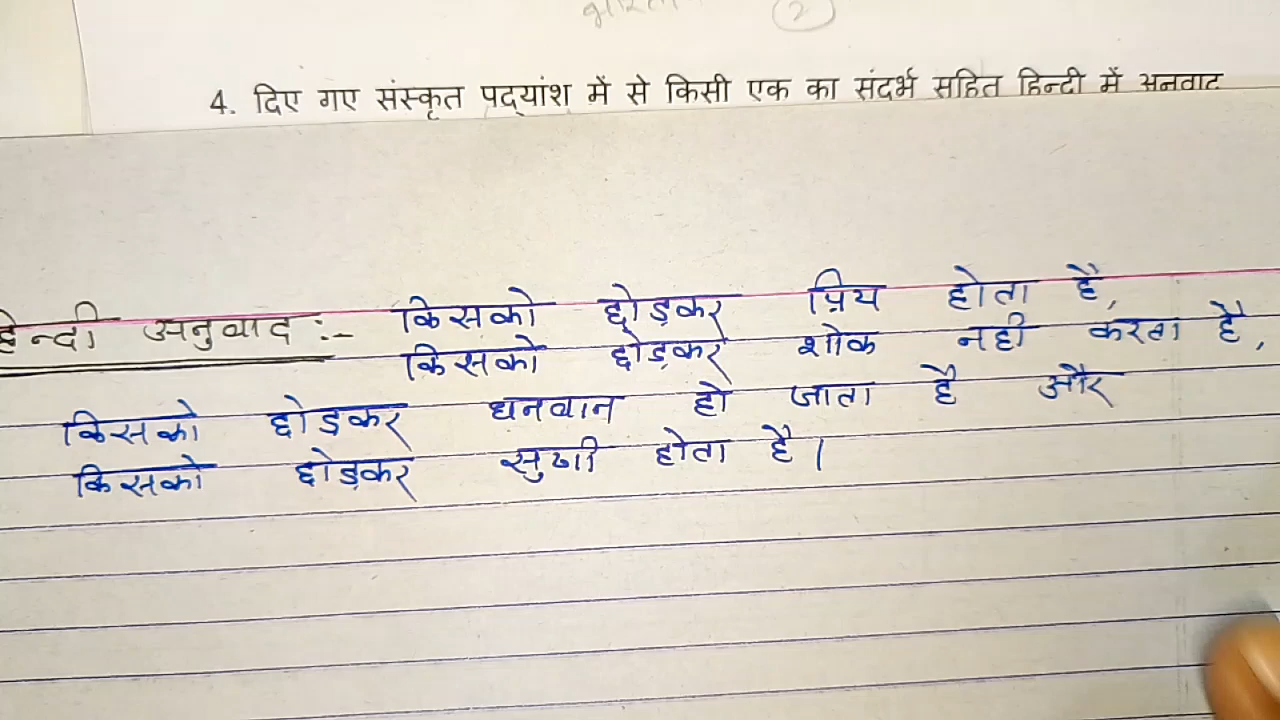 2
4. दिए गए संस्कृत पद्यांश में से किसी एक का संदर्भ सहित हिन्दी में
हिन्दी अनुवाद :- किसको छोड़कर प्रिय होता है,
किसको छोड़कर शोक नही करता है,
किसको छोड़कर धनवान हो जाता है और
किसको छोड़कर सुखी होता है।